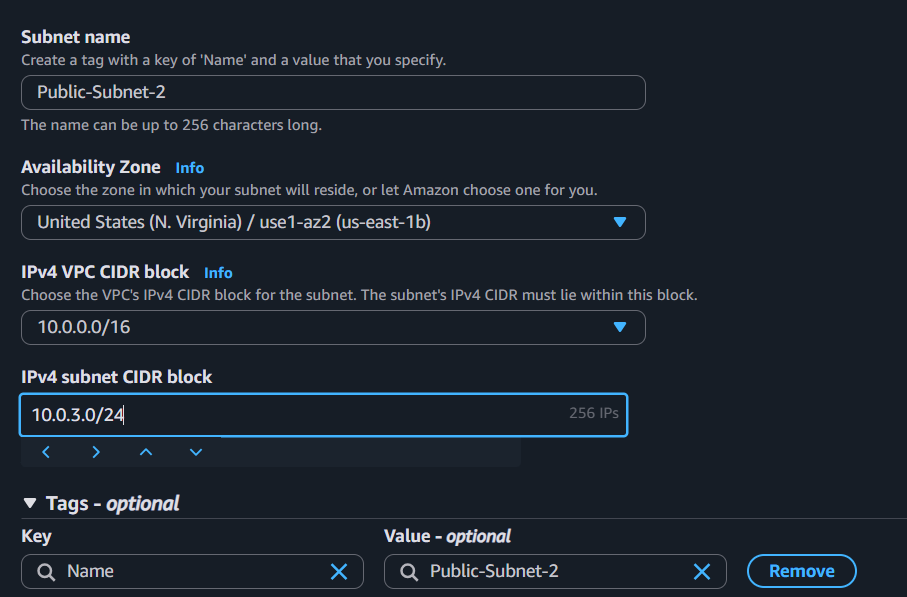 Subnet name
Create a tag with a key of 'Name' and a value that you specify.
Public-Subnet-2
The name can be up to 256 characters long.
Availability Zone Info
Choose the zone in which your subnet will reside, or let Amazon choose one for you.
United States (N. Virginia) / use1-az2 (us-east-1b)
IPv4 VPC CIDR block Info
Choose the VPC's IPv4 CIDR block for the subnet. The subnet's IPv4 CIDR must lie within this block.
10.0.0.0/16
IPv4 subnet CIDR block
10.0.3.0/24 256 IPs
Tags - optional
Key Value - optional
Name Public-Subnet-2 Remove